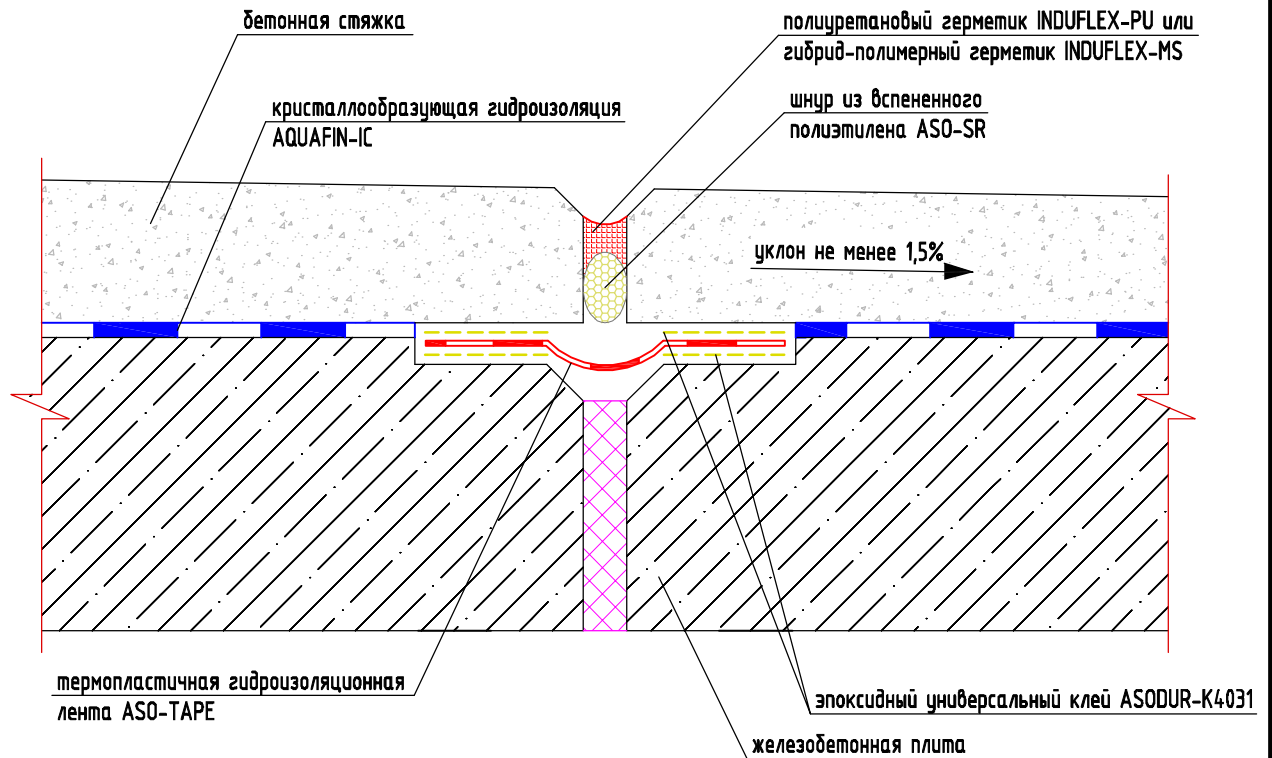 бетонная стяжка
полиуретановый герметик INDUFLEX-PU или
гибрид-полимерный герметик INDUFLEX-MS
кристаллообразующая гидроизоляция
AQUAFIN-IC
шнур из вспененного
полиэтилена ASO-SR
уклон не менее 1,5%
термопластичная гидроизоляционная
лента ASO-TAPE
эпоксидный универсальный клей ASODUR-K4031
железобетонная плита